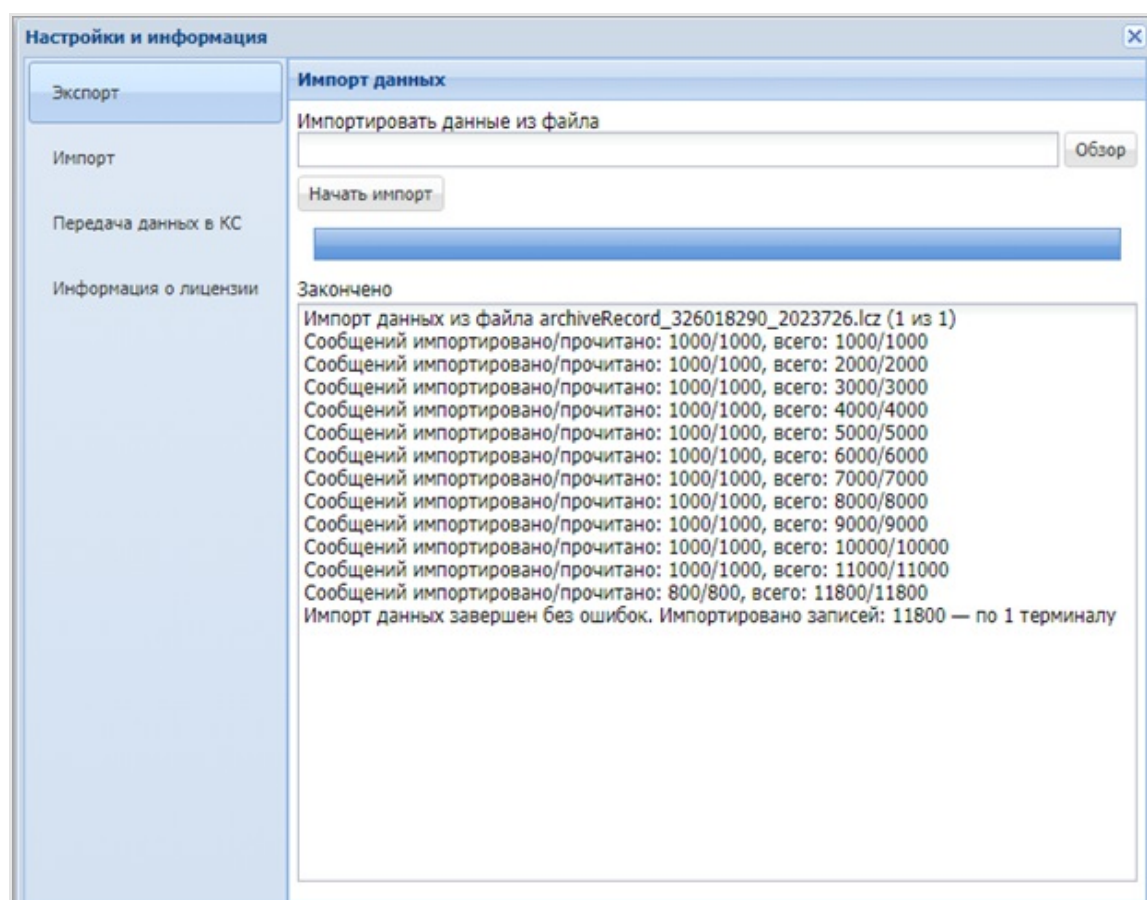 Настройки и информация
Экспорт
Импорт
Передача данных в КС
Информация о лицензии
Импорт данных
Импортировать данные из файла
Обзор
Начать импорт
Закончено
Импорт данных из файла archiveRecord_326018290_2023726.lcz (1 из 1)
Сообщений импортировано/прочитано: 1000/1000, всего: 1000/1000
Сообщений импортировано/прочитано: 1000/1000, всего: 2000/2000
Сообщений импортировано/прочитано: 1000/1000, всего: 3000/3000
Сообщений импортировано/прочитано: 1000/1000, всего: 4000/4000
Сообщений импортировано/прочитано: 1000/1000, всего: 5000/5000
Сообщений импортировано/прочитано: 1000/1000, всего: 6000/6000
Сообщений импортировано/прочитано: 1000/1000, всего: 7000/7000
Сообщений импортировано/прочитано: 1000/1000, всего: 8000/8000
Сообщений импортировано/прочитано: 1000/1000, всего: 9000/9000
Сообщений импортировано/прочитано: 1000/1000, всего: 10000/10000
Сообщений импортировано/прочитано: 1000/1000, всего: 11000/11000
Сообщений импортировано/прочитано: 800/800, всего: 11800/11800
Импорт данных завершен без ошибок. Импортировано записей: 11800 — по 1 терминалу